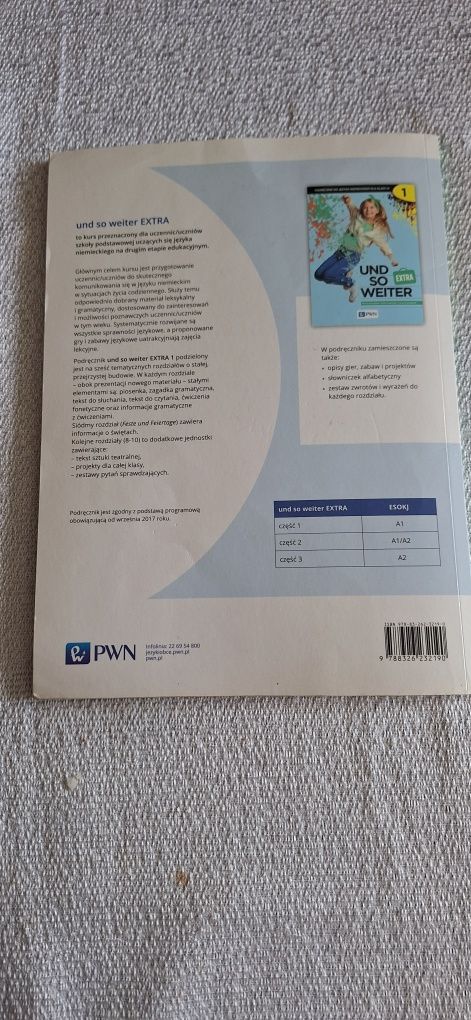 und so weiter EXTRA
to kurs przeznaczony dla uczennic/uczniów
szkoły podstawowej uczących się języka
niemieckiego na drugim etapie edukacyjnym.
Głównym celem kursu jest przygotowanie
uczennic/uczniów do skutecznego
komunikowania się w języku niemieckim
w sytuacjach życia codziennego. Służy temu
odpowiednio dobrany materiał leksykalny
i gramatyczny, dostosowany do zainteresowań
i możliwości poznawczych uczennic/uczniów
w tym wieku. Systematycznie rozwijane są
wszystkie sprawności językowe, a proponowane
gry i zabawy językowe uatrakcyjniają zajęcia
lekcyjne.
Podręcznik und so weiter EXTRA 1 podzielony
jest na sześć tematycznych rozdziałów o stałej,
przejrzystej budowie. W każdym rozdziale
– obok prezentacji nowego materiału – stałymi
elementami są: piosenka, zagadka gramatyczna,
tekst do słuchania, tekst do czytania, ćwiczenia
fonetyczne oraz informacje gramatyczne
z ćwiczeniami.
Siódmy rozdział (Feste und Feiertage) zawiera
informacje o świętach.
Kolejne rozdziały (8-10) to dodatkowe jednostki
zawierające:
– tekst sztuki teatralnej,
– projekty dla całej klasy,
– zestawy pytań sprawdzających.
Podręcznik jest zgodny z podstawą programową
obowiązującą od września 2017 roku.
1
UND
SO
WEITER
EXTRA
PWN
W podręczniku zamieszczone są
także:
• opisy gier, zabaw i projektów
• słowniczek alfabetyczny
• zestaw zwrotów i wyrażeń do
każdego rozdziału.
und so weiter EXTRA ESOKJ
część 1 A1
część 2 A1/A2
część 3 A2
PWN
Infolinia: 22 69 54 800
jezykiobce.pwn.pl
pwn.pl
ISBN 978-83-262-3219-0
9 788326 232190